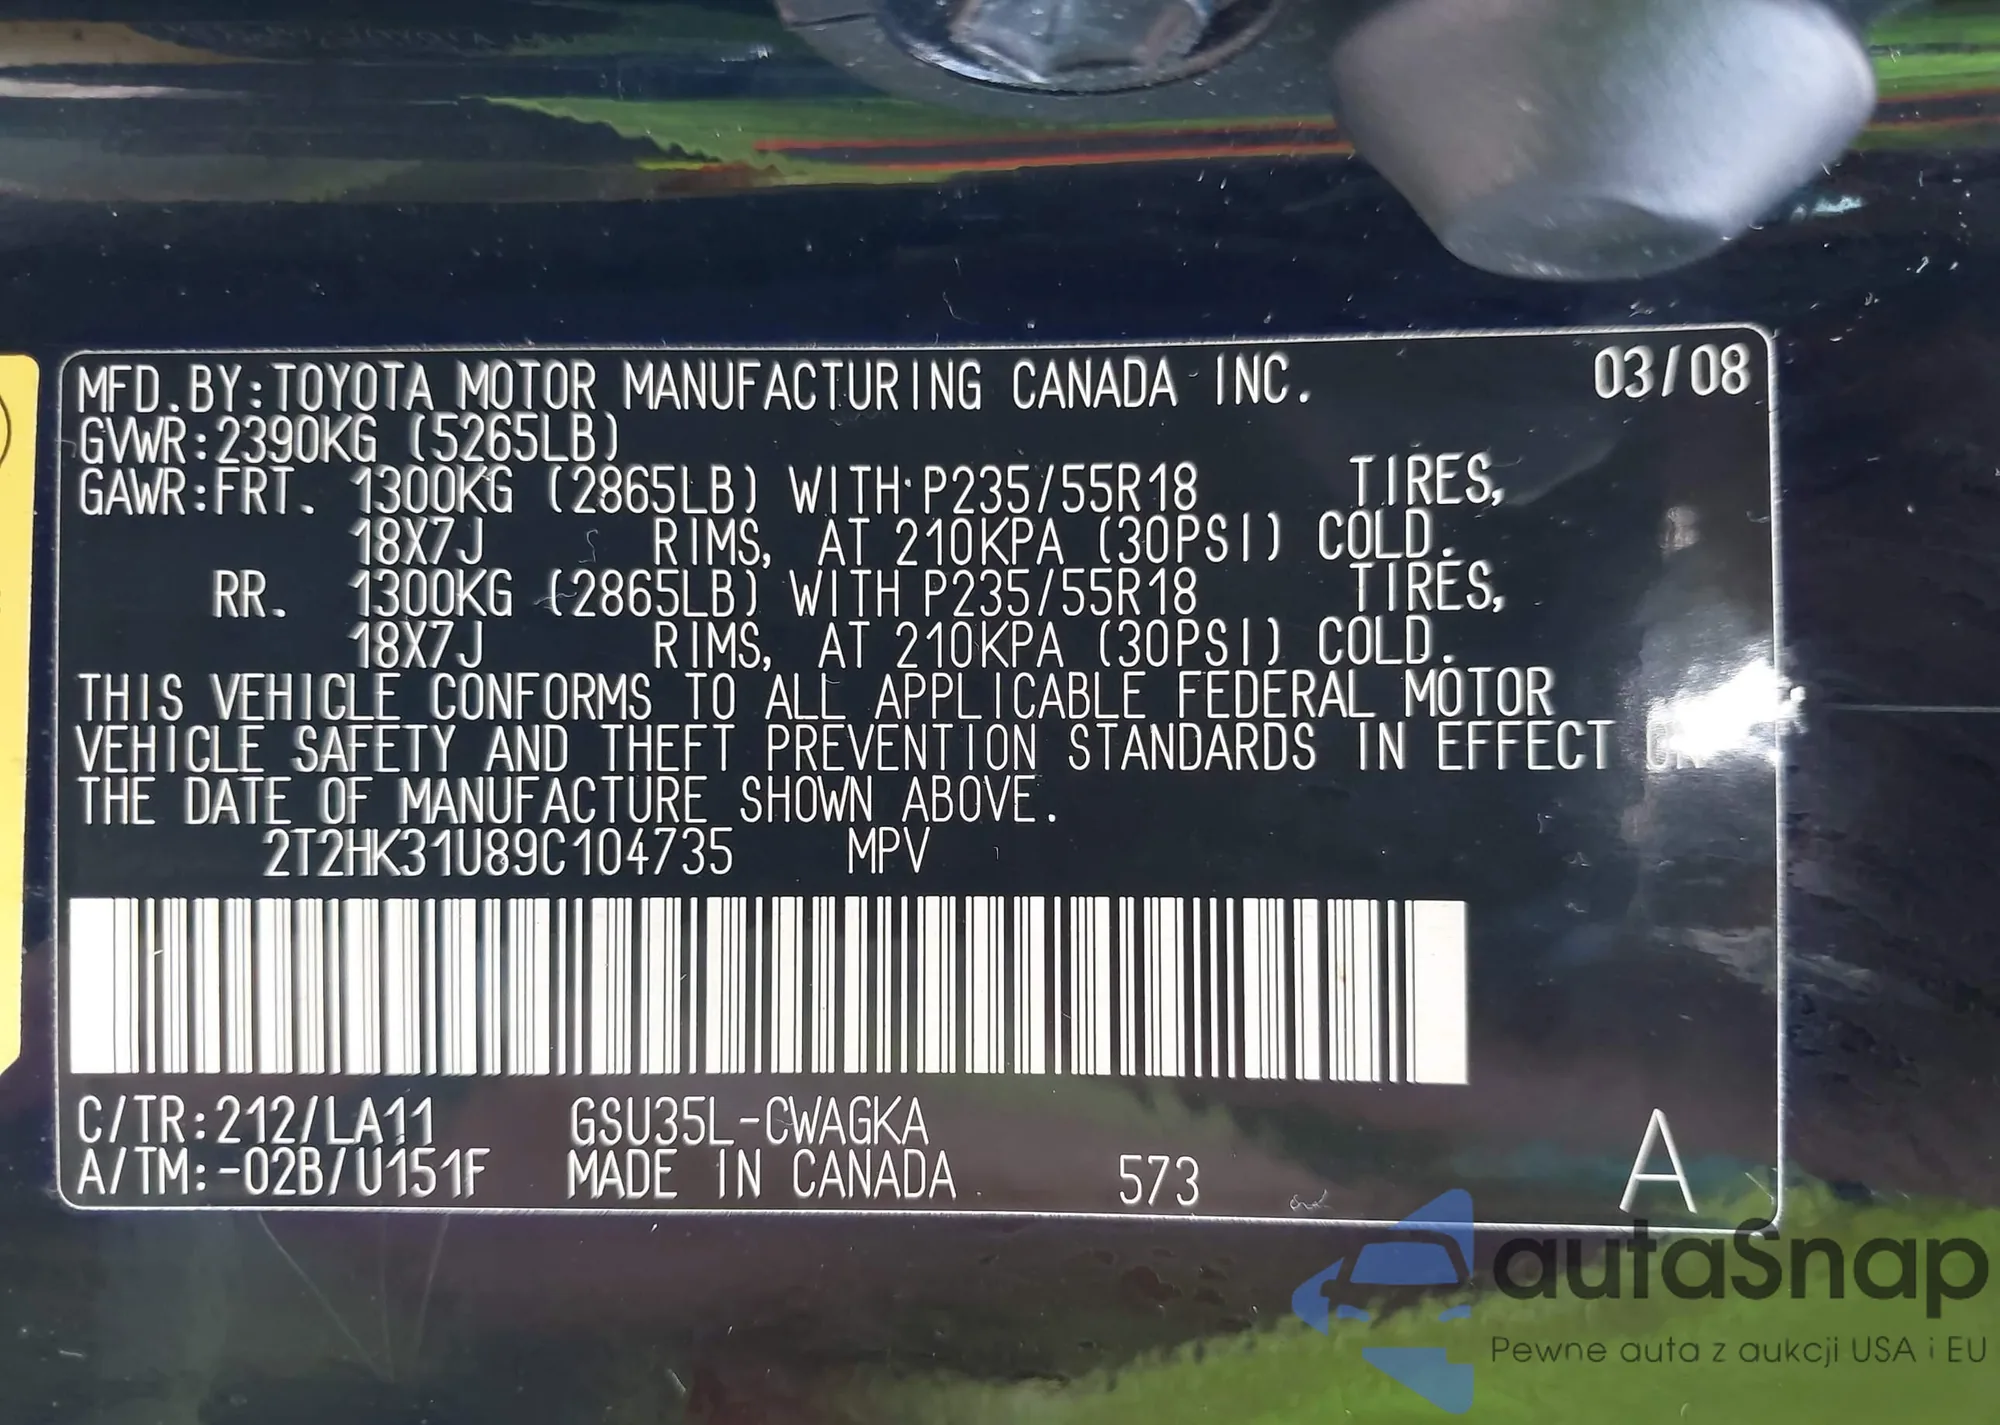 MFD.BY:TOYOTA MOTOR MANUFACTURING CANADA INC. 03/08
GVWR:2390KG (5265LB)
GAWR:FRT. 1300KG (2865LB) WITH P235/55R18 TIRES,
18X7J RIMS, AT 210KPA (30PSI) COLD.
RR. 1300KG (2865LB) WITH P235/55R18 TIRES,
18X7J RIMS, AT 210KPA (30PSI) COLD.
THIS VEHICLE CONFORMS TO ALL APPLICABLE FEDERAL MOTOR
VEHICLE SAFETY AND THEFT PREVENTION STANDARDS IN EFFECT ON
THE DATE OF MANUFACTURE SHOWN ABOVE.
2T2HK31U89C104735 MPV
C/TR:212/LA11 GSU35L-CWAGKA
A/TM:-02B/U151F MADE IN CANADA 573 A
autaSnap
Pewne auta z aukcji USA i EU